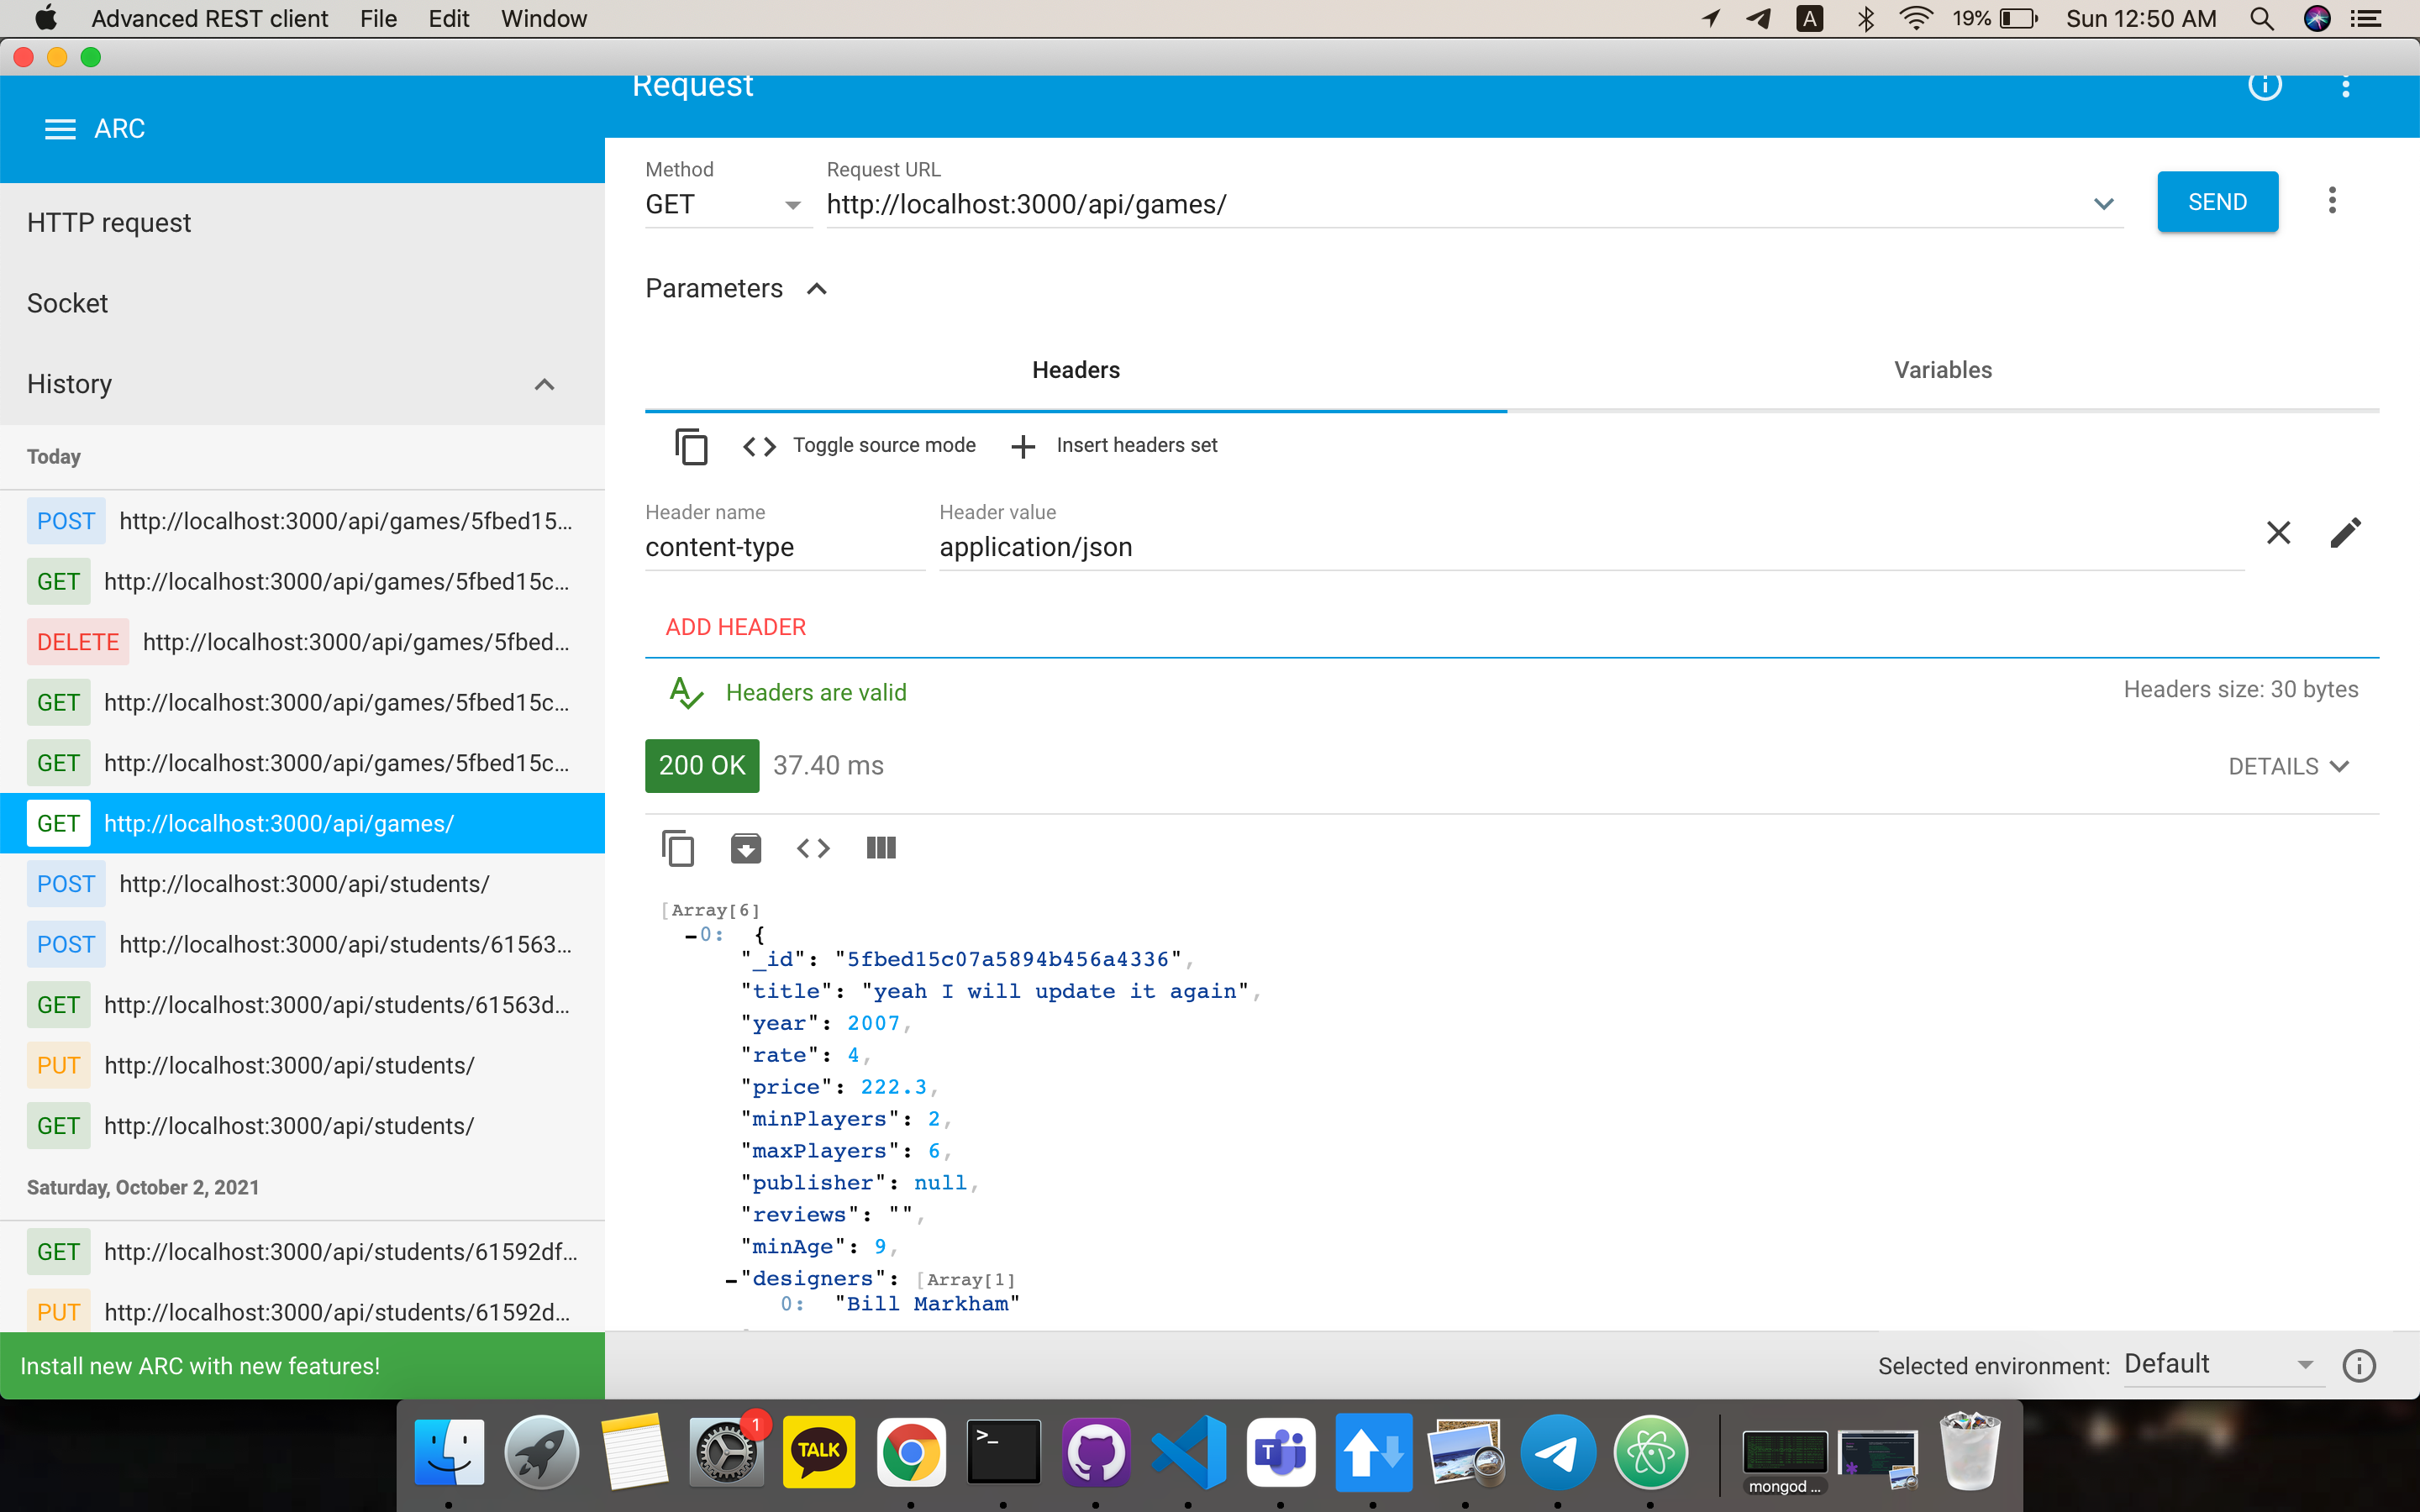 Advanced REST client File Edit Window
A 19% Sun 12:50 AM
ARC
HTTP request
Socket
History
Today
POST http://localhost:3000/api/games/5fbed15...
GET http://localhost:3000/api/games/5fbed15c...
DELETE http://localhost:3000/api/games/5fbed...
GET http://localhost:3000/api/games/5fbed15c...
GET http://localhost:3000/api/games/5fbed15c...
GET http://localhost:3000/api/games/
POST http://localhost:3000/api/students/
POST http://localhost:3000/api/students/61563...
GET http://localhost:3000/api/students/61563d...
PUT http://localhost:3000/api/students/
GET http://localhost:3000/api/students/
Saturday, October 2, 2021
GET http://localhost:3000/api/students/61592df...
PUT http://localhost:3000/api/students/61592d...
Install new ARC with new features!
Request
Method
GET
Request URL
http://localhost:3000/api/games/
SEND
Parameters
Headers Variables
Toggle source mode Insert headers set
Header name Header value
content-type application/json
ADD HEADER
Headers are valid Headers size: 30 bytes
200 OK 37.40 ms DETAILS
[Array[6]
0: {
"_id": "5fbed15c07a5894b456a4336",
"title": "yeah I will update it again",
"year": 2007,
"rate": 4,
"price": 222.3,
"minPlayers": 2,
"maxPlayers": 6,
"publisher": null,
"reviews": "",
"minAge": 9,
"designers": [Array[1]
0: "Bill Markham"
Selected environment: Default
1
TALK
>_
T
mongod ...